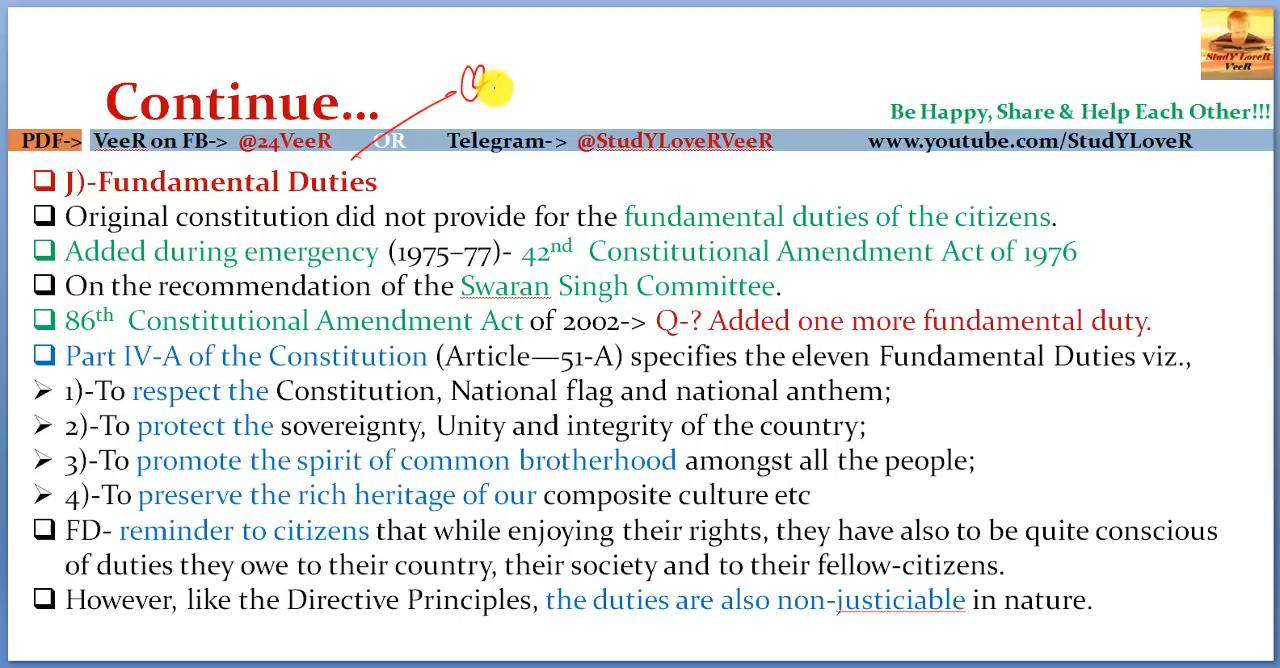 StudY LoveR
VeeR
Continue...
Be Happy, Share & Help Each Other!!!
PDF-> VeeR on FB-> @24VeeR OR Telegram-> @StudYLoveRVeeR www.youtube.com/StudYLoveR
J)-Fundamental Duties
Original constitution did not provide for the fundamental duties of the citizens.
Added during emergency (1975–77)- 42nd Constitutional Amendment Act of 1976
On the recommendation of the Swaran Singh Committee.
86th Constitutional Amendment Act of 2002-> Q-? Added one more fundamental duty.
Part IV-A of the Constitution (Article—51-A) specifies the eleven Fundamental Duties viz.,
1)-To respect the Constitution, National flag and national anthem;
2)-To protect the sovereignty, Unity and integrity of the country;
3)-To promote the spirit of common brotherhood amongst all the people;
4)-To preserve the rich heritage of our composite culture etc
FD- reminder to citizens that while enjoying their rights, they have also to be quite conscious
of duties they owe to their country, their society and to their fellow-citizens.
However, like the Directive Principles, the duties are also non-justiciable in nature.